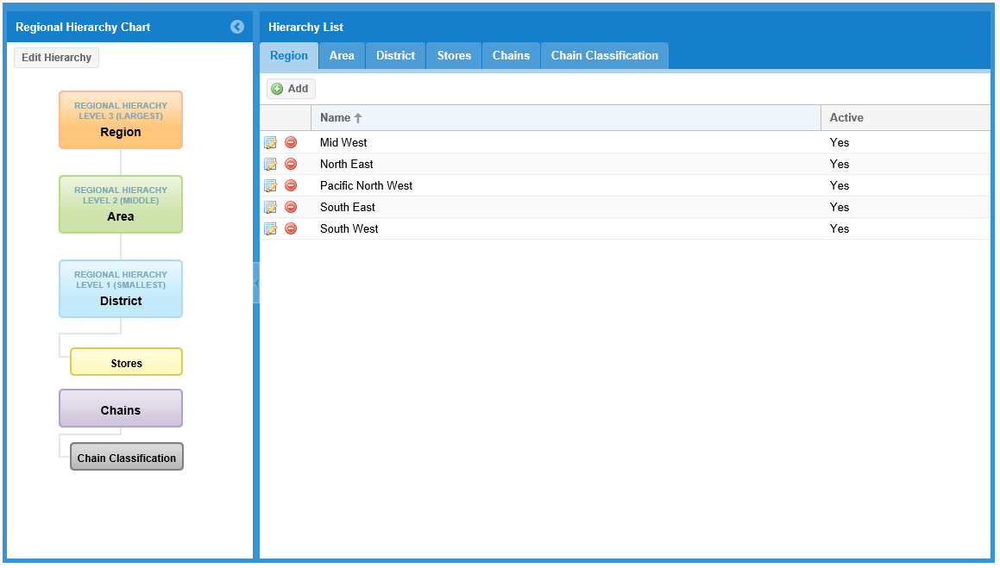 Regional Hierarchy Chart
Edit Hierarchy
REGIONAL HIERACHY
LEVEL 3 (LARGEST)
Region
REGIONAL HIERACHY
LEVEL 2 (MIDDLE)
Area
REGIONAL HIERACHY
LEVEL 1 (SMALLEST)
District
Stores
Chains
Chain Classification
Hierarchy List
Region Area District Stores Chains Chain Classification
Add
Name Active
Mid West Yes
North East Yes
Pacific North West Yes
South East Yes
South West Yes